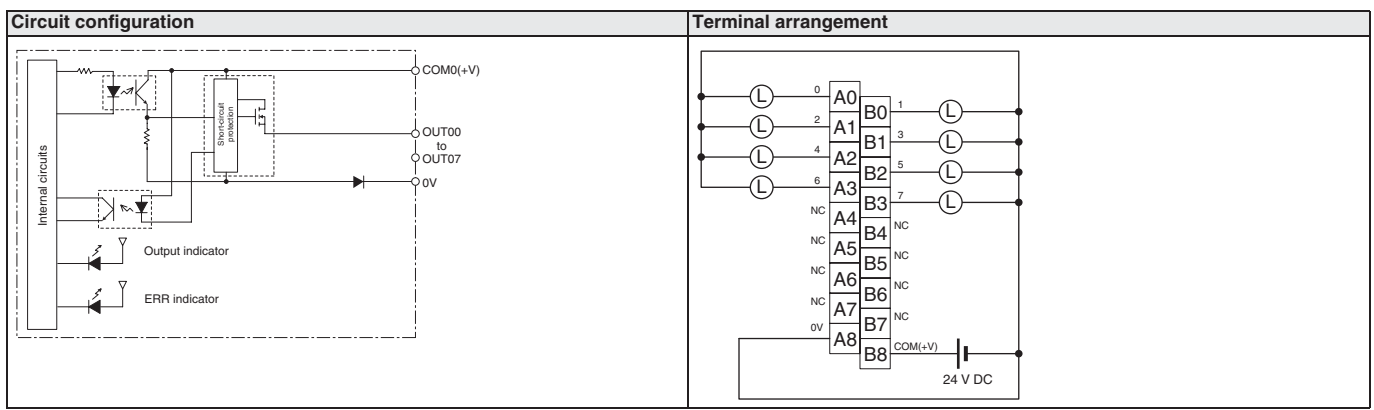 Circuit configuration
Terminal arrangement
Internal circuits
Short-circuit
protection
COM0(+V)
OUT00
to
OUT07
0V
Output indicator
ERR indicator
L 0 A0
B0 1 L
L 2 A1
B1 3 L
L 4 A2
B2 5 L
L 6 A3
B3 7 L
NC A4
B4 NC
NC A5
B5 NC
NC A6
B6 NC
NC A7
B7 NC
0V A8
B8 COM(+V)
24 V DC